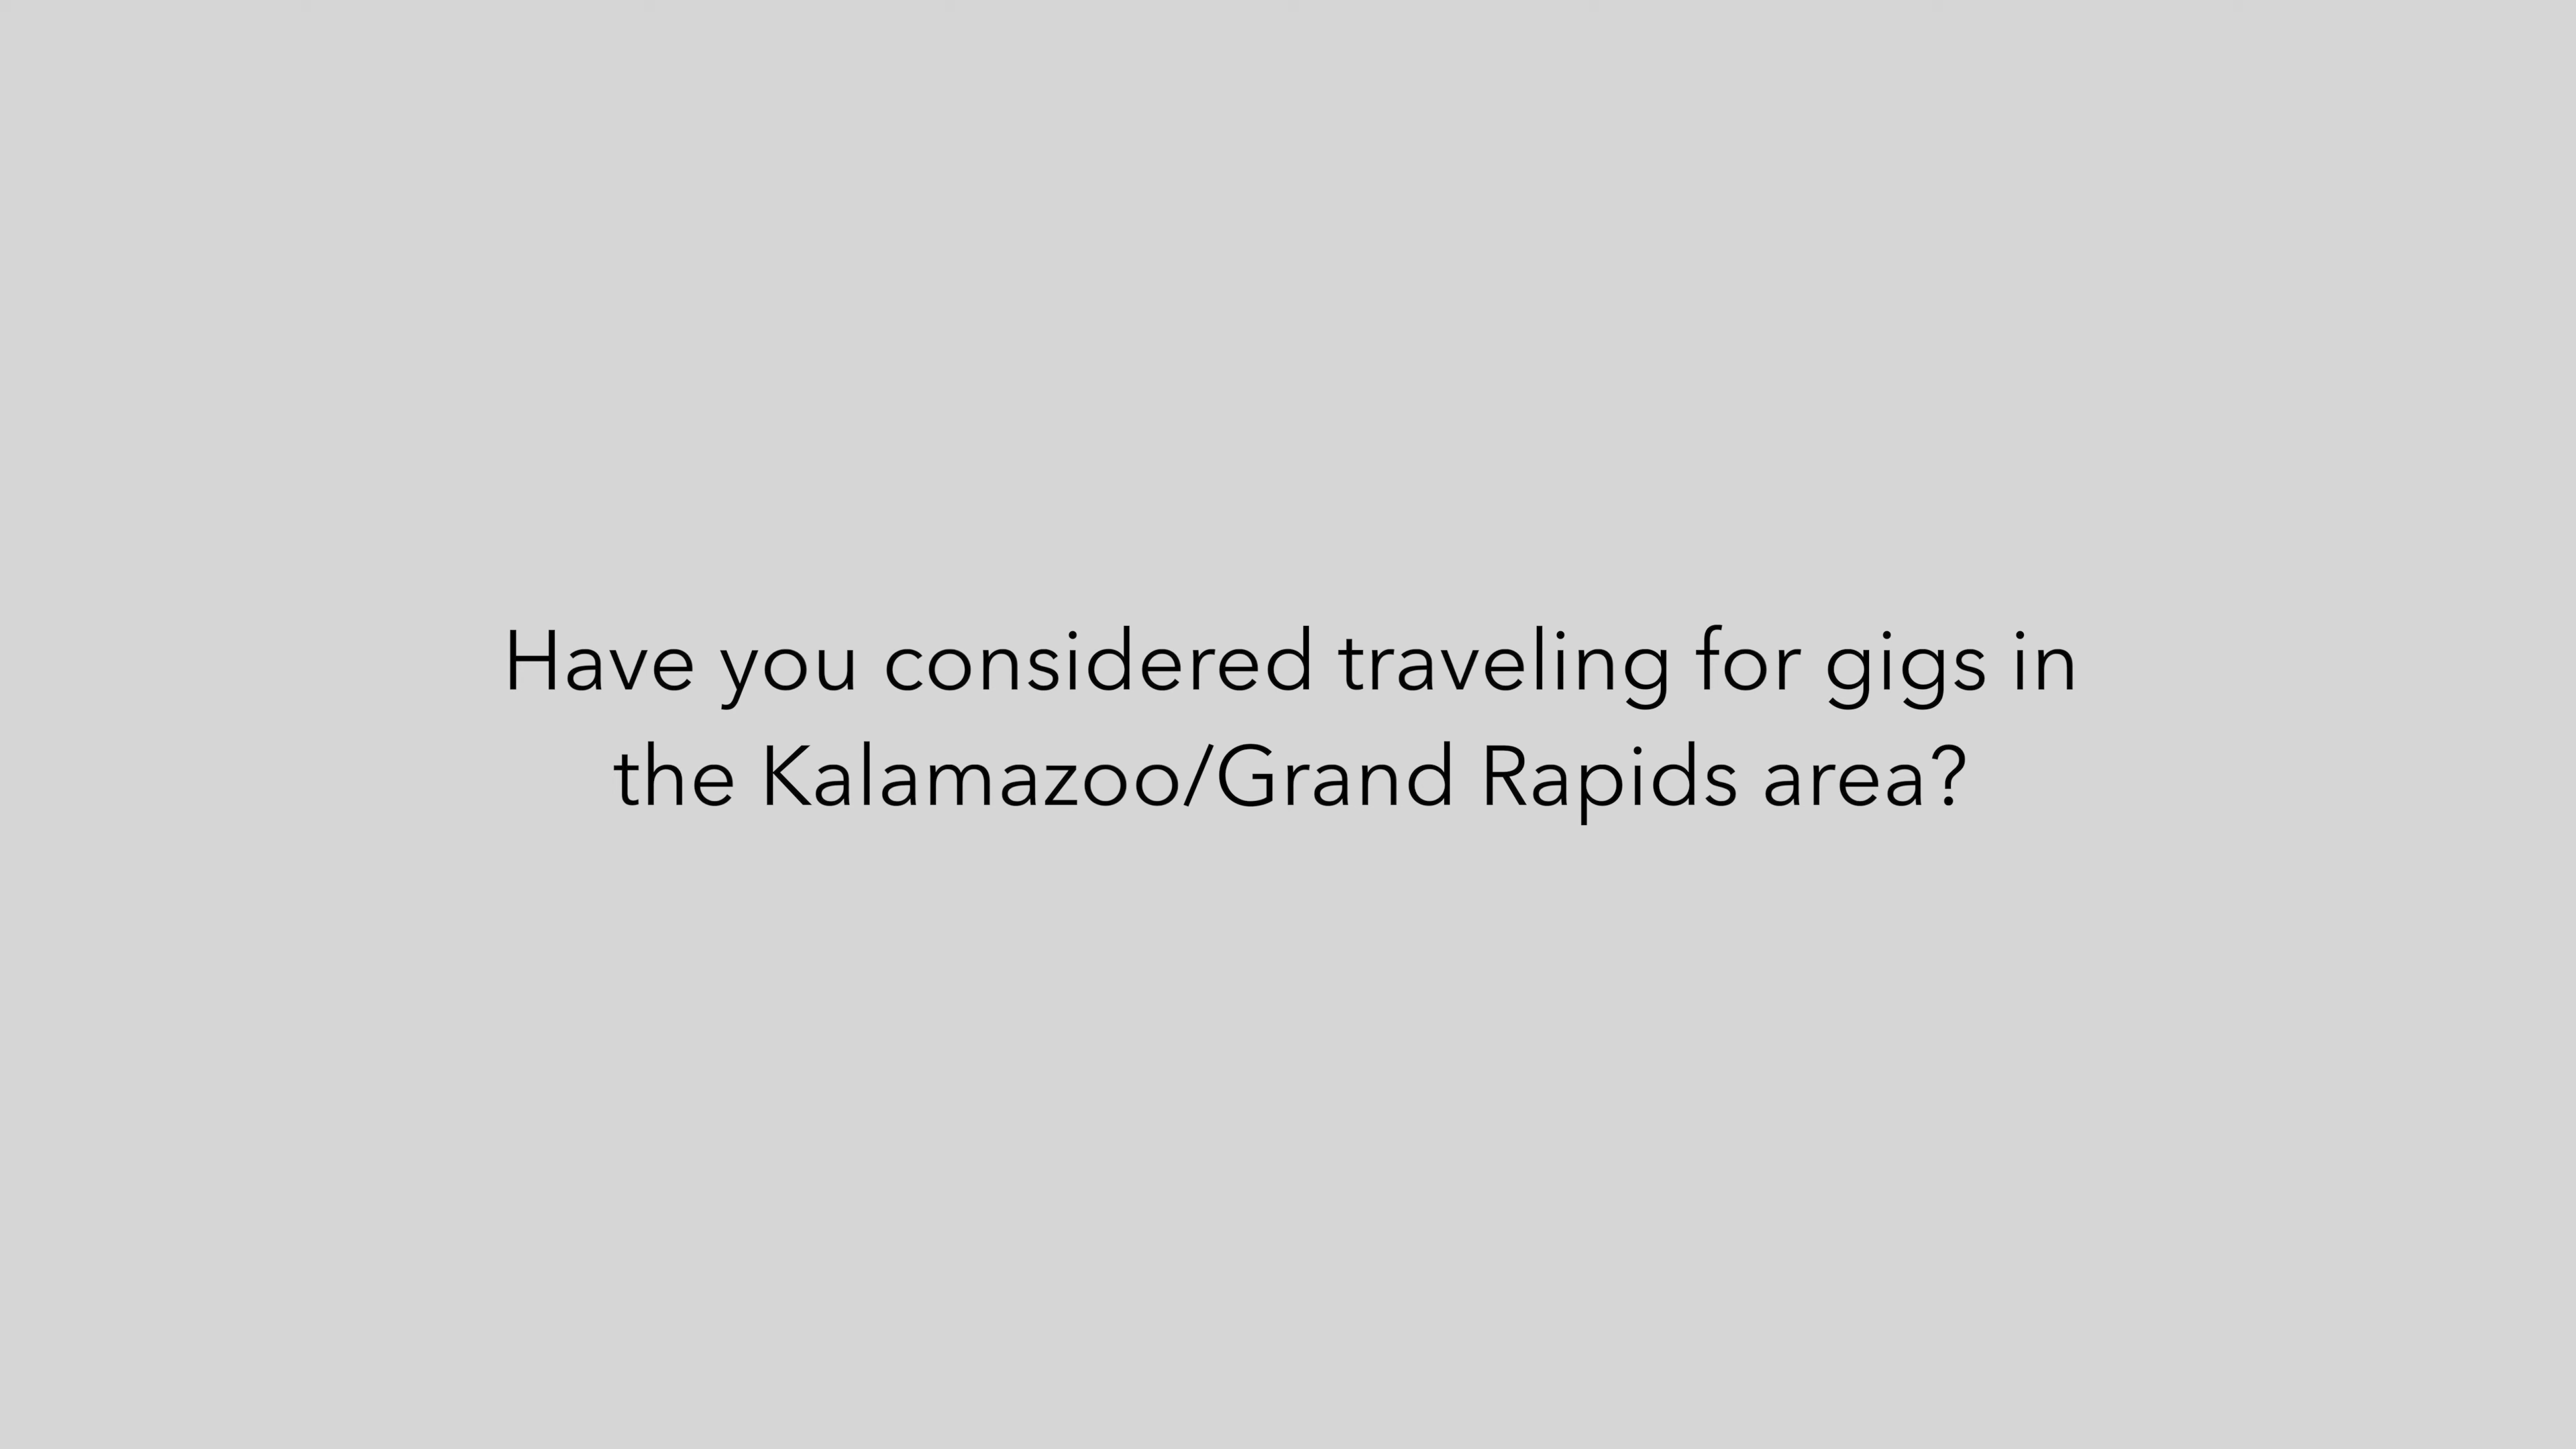 Have you considered traveling for gigs in
the Kalamazoo/Grand Rapids area?